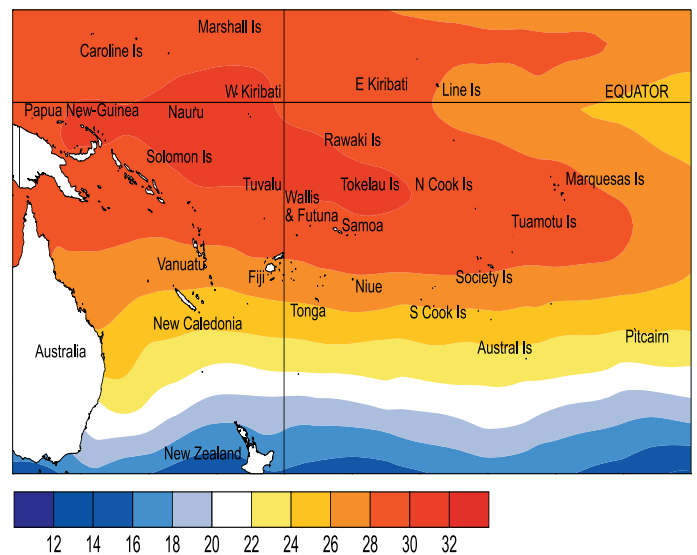 Marshall Is
Caroline Is
E Kiribati
W Kiribati
Line Is
EQUATOR
Papua New-Guinea
Nauru
Rawaki Is
Solomon Is
Tuvalu
Tokelau Is
N Cook Is
Marquesas Is
Wallis
& Futuna
Samoa
Tuamotu Is
Vanuatu
Fiji
Niue
Society Is
Tonga
S Cook Is
New Caledonia
Pitcairn
Australia
Austral Is
New Zealand
12 14 16 18 20 22 24 26 28 30 32